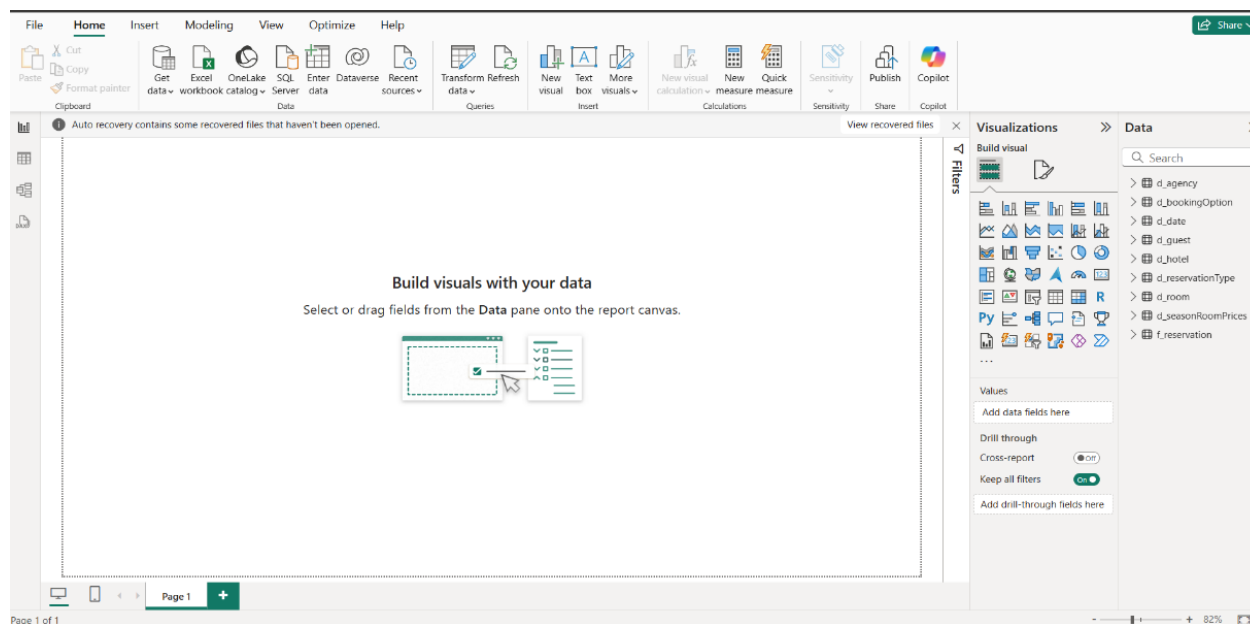 File Home Insert Modeling View Optimize Help
Share
Paste
Cut
Copy
Format painter
Clipboard
Get data
Excel workbook
OneLake catalog
SQL Server
Enter data
Dataverse
Recent sources
Data
Transform data
Refresh
Queries
New visual
Text box
More visuals
Insert
New visual calculation
New measure
Quick measure
Calculations
Sensitivity
Sensitivity
Publish
Share
Copilot
Copilot
Auto recovery contains some recovered files that haven't been opened.
View recovered files
Build visuals with your data
Select or drag fields from the Data pane onto the report canvas.
Filters
Visualizations
Build visual
123
R
Py
...
Values
Add data fields here
Drill through
Cross-report
Off
Keep all filters
On
Add drill-through fields here
Data
Search
d_agency
d_bookingOption
d_date
d_guest
d_hotel
d_reservationType
d_room
d_seasonRoomPrices
f_reservation
Page 1
Page 1 of 1
- + 82%